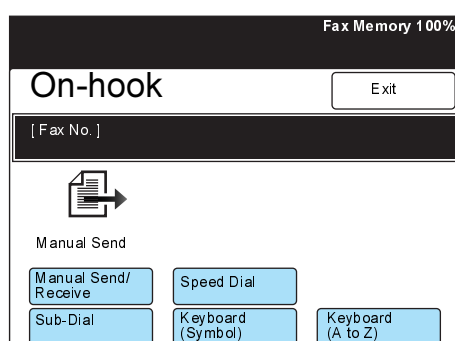 Fax Memory 100%
On-hook
Exit
[ Fax No. ]
Manual Send
Manual Send/
Receive
Speed Dial
Sub-Dial
Keyboard
(Symbol)
Keyboard
(A to Z)